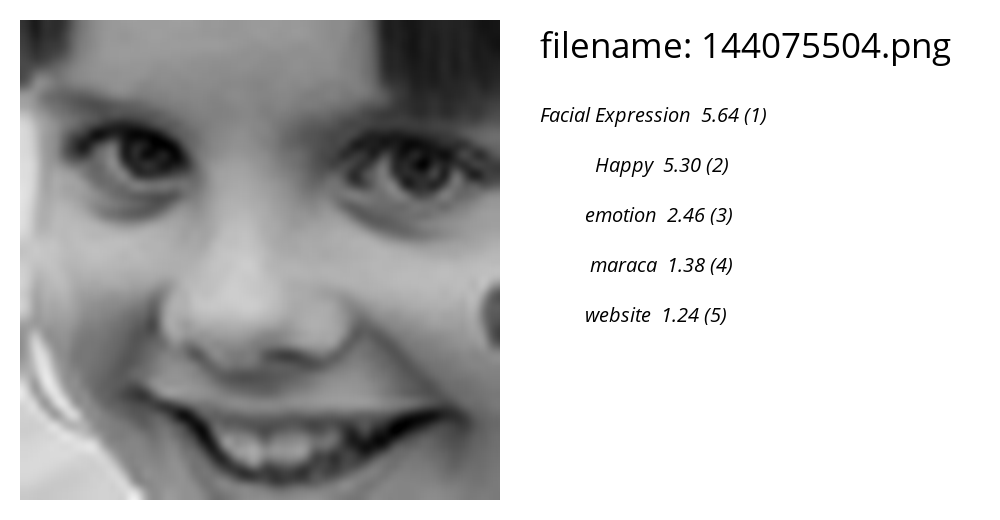 filename: 144075504.png
Facial Expression 5.64 (1)
Happy 5.30 (2)
emotion 2.46 (3)
maraca 1.38 (4)
website 1.24 (5)